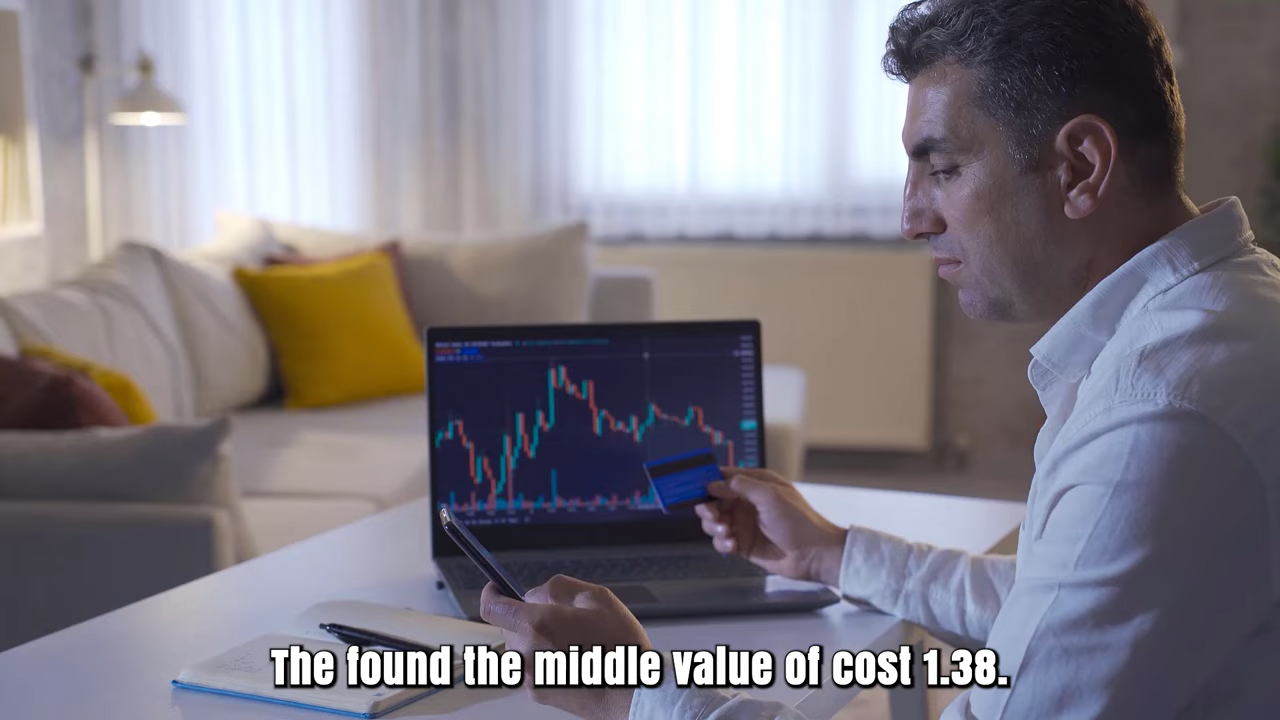 The found the middle value of cost 1.38.